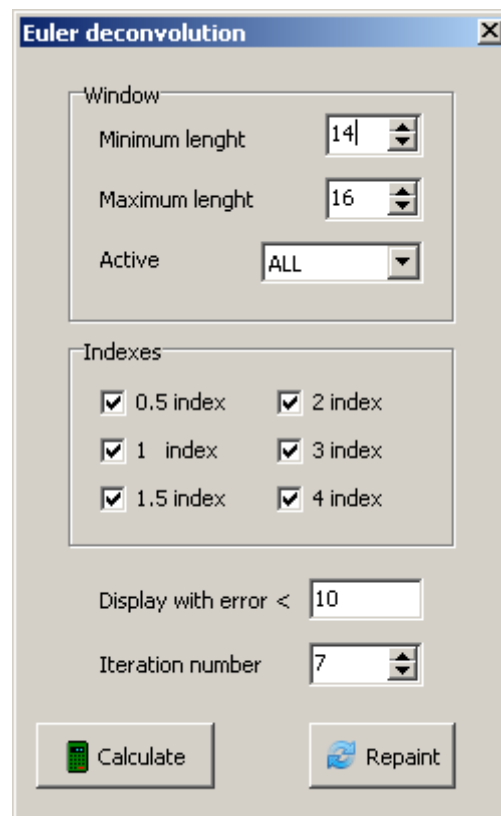 Euler deconvolution
Window
Minimum lenght 14
Maximum lenght 16
Active ALL
Indexes
0.5 index 2 index
1 index 3 index
1.5 index 4 index
Display with error < 10
Iteration number 7
Calculate Repaint